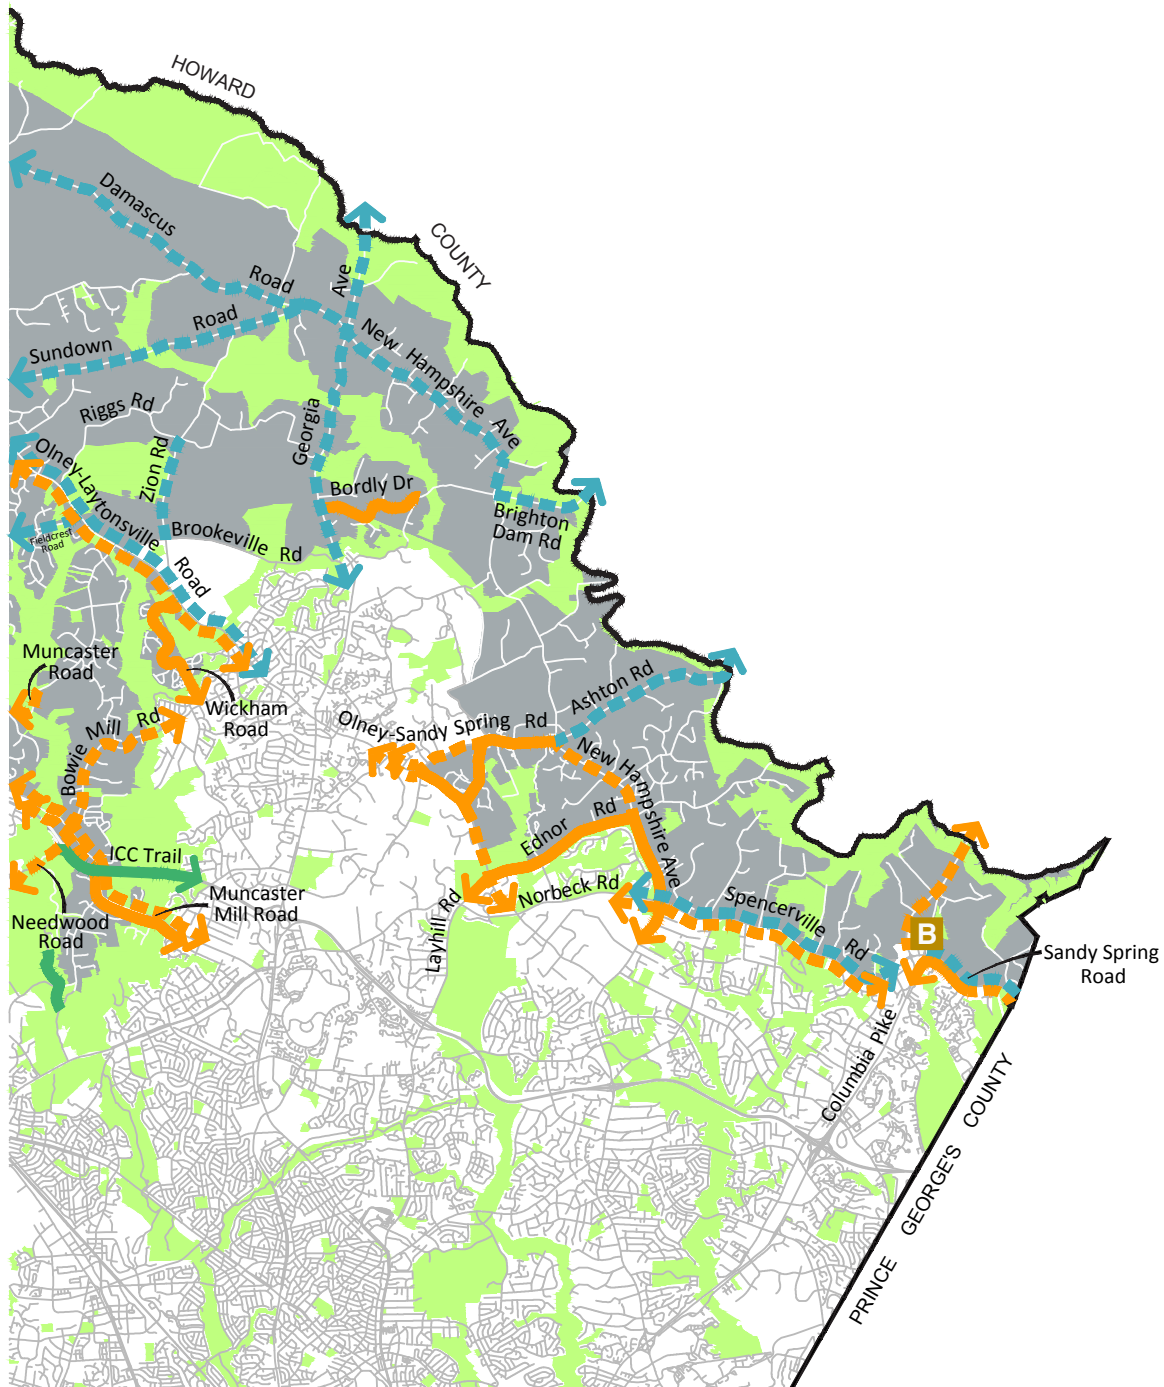 HOWARD
COUNTY
Damascus
Road
Ave
Road
Sundown
New Hampshire Ave
Riggs Rd
Georgia
Zion Rd
Olney-Laytonsville
Road
Bordly Dr
Brighton
Dam Rd
Fieldcrest
Road
Brookeville Rd
Muncaster
Road
Wickham
Road
Ashton Rd
Olney-Sandy Spring Rd
Bowie Mill Rd
New Hampshire Ave
Ednor Rd
ICC Trail
Muncaster
Mill Road
Norbeck Rd
Layhill Rd
Spencerville Rd
Needwood
Road
B
Sandy Spring
Road
Columbia Pike
PRINCE GEORGE'S COUNTY